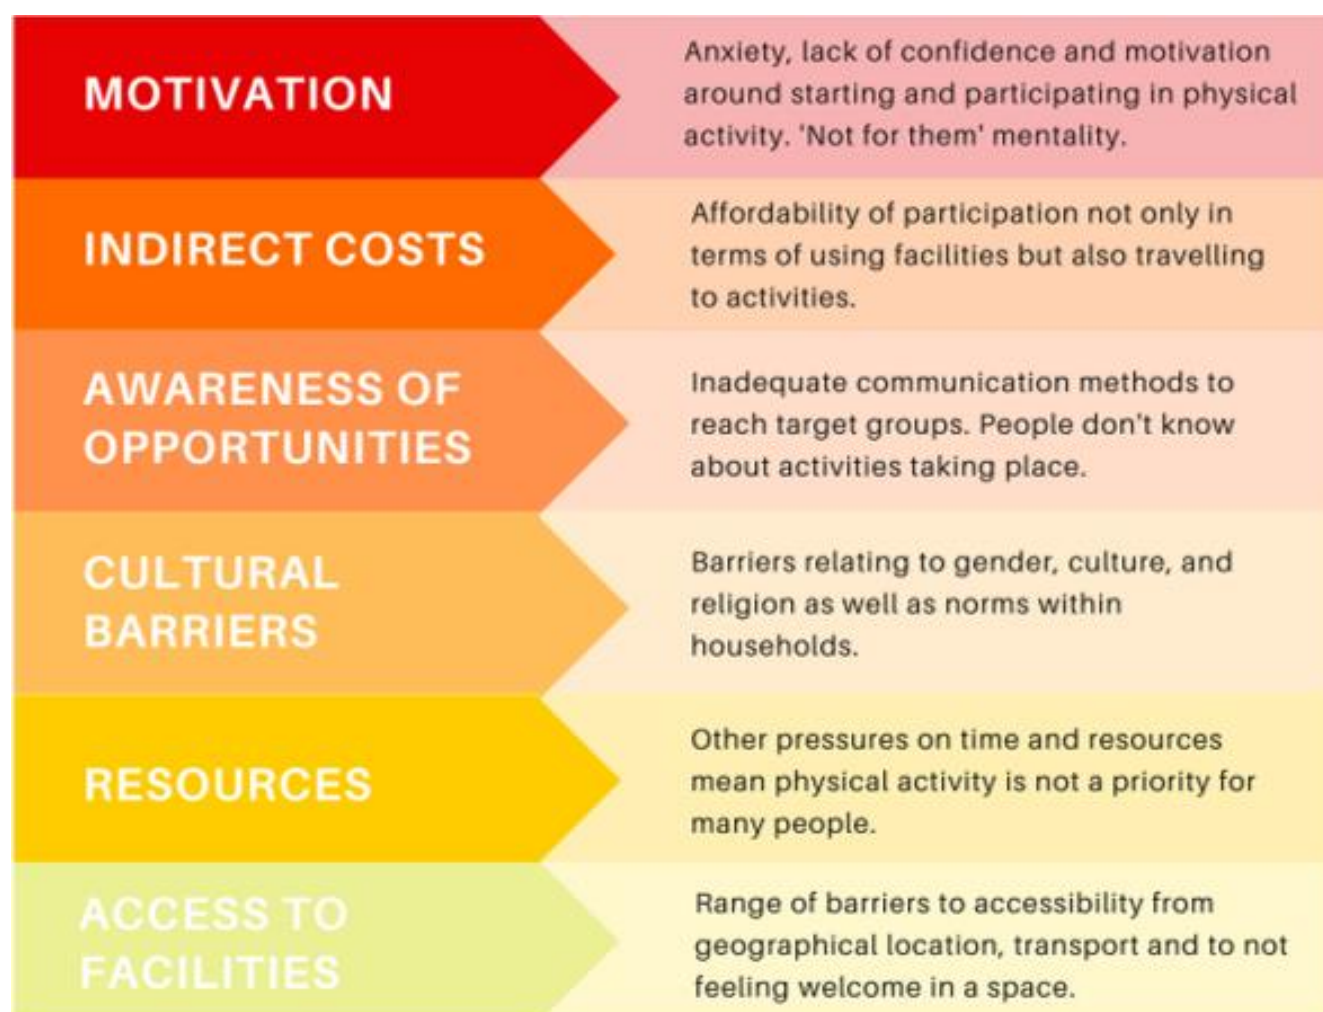 MOTIVATION
Anxiety, lack of confidence and motivation
around starting and participating in physical
activity. 'Not for them' mentality.
INDIRECT COSTS
Affordability of participation not only in
terms of using facilities but also travelling
to activities.
AWARENESS OF
OPPORTUNITIES
Inadequate communication methods to
reach target groups. People don't know
about activities taking place.
CULTURAL
BARRIERS
Barriers relating to gender, culture, and
religion as well as norms within
households.
RESOURCES
Other pressures on time and resources
mean physical activity is not a priority for
many people.
ACCESS TO
FACILITIES
Range of barriers to accessibility from
geographical location, transport and to not
feeling welcome in a space.